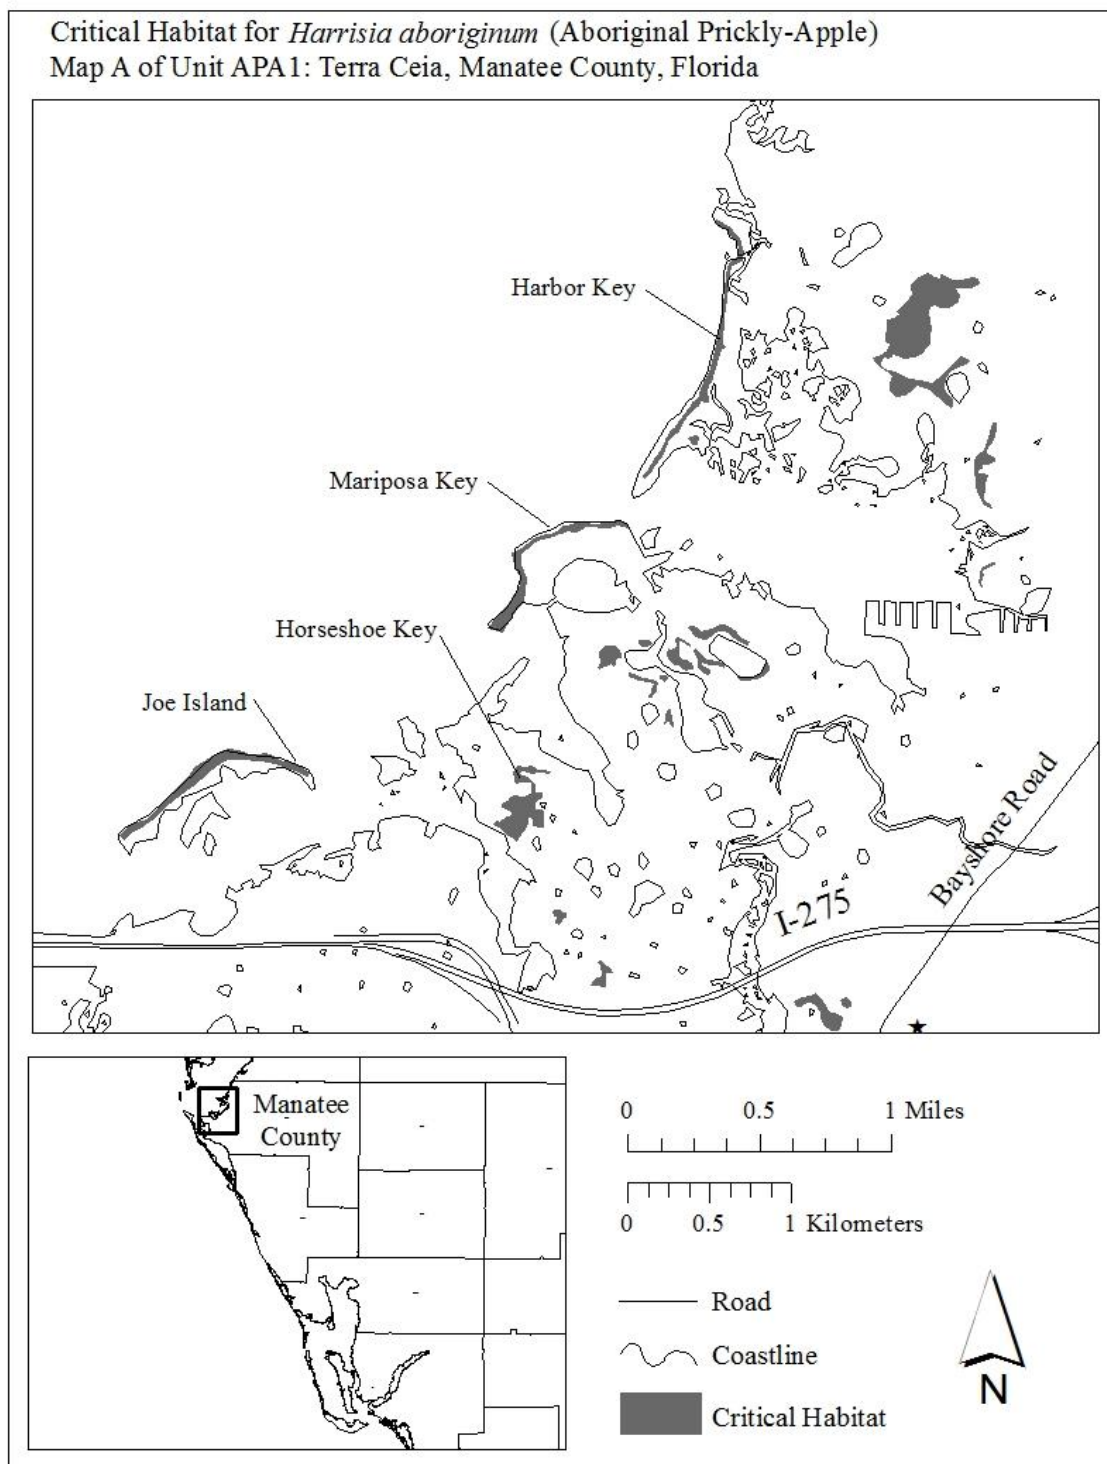 Critical Habitat for Harrisia aboriginum (Aboriginal Prickly-Apple)
Map A of Unit APA1: Terra Ceia, Manatee County, Florida
Harbor Key
Mariposa Key
Horseshoe Key
Joe Island
Bayshore Road
I-275
Manatee
County
0 0.5 1 Miles
0 0.5 1 Kilometers
Road
Coastline
Critical Habitat
N